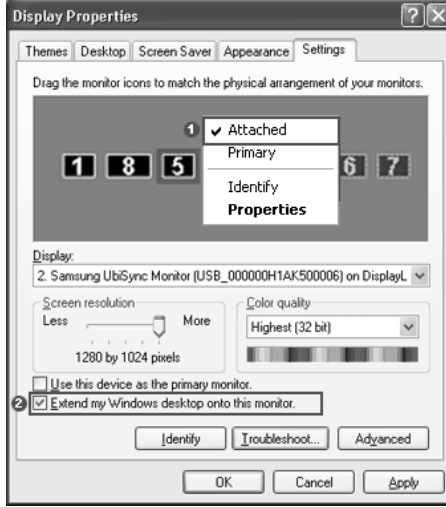 Display Properties
Themes Desktop Screen Saver Appearance Settings
Drag the monitor icons to match the physical arrangement of your monitors.
1 Attached
Primary
1 8 5 6 7
Identify
Properties
Display:
2. Samsung UbiSync Monitor (USB_000000H1AK500006) on DisplayL
Screen resolution Color quality
Less More Highest (32 bit)
1280 by 1024 pixels
Use this device as the primary monitor.
2 Extend my Windows desktop onto this monitor.
Identify Troubleshoot... Advanced
OK Cancel Apply